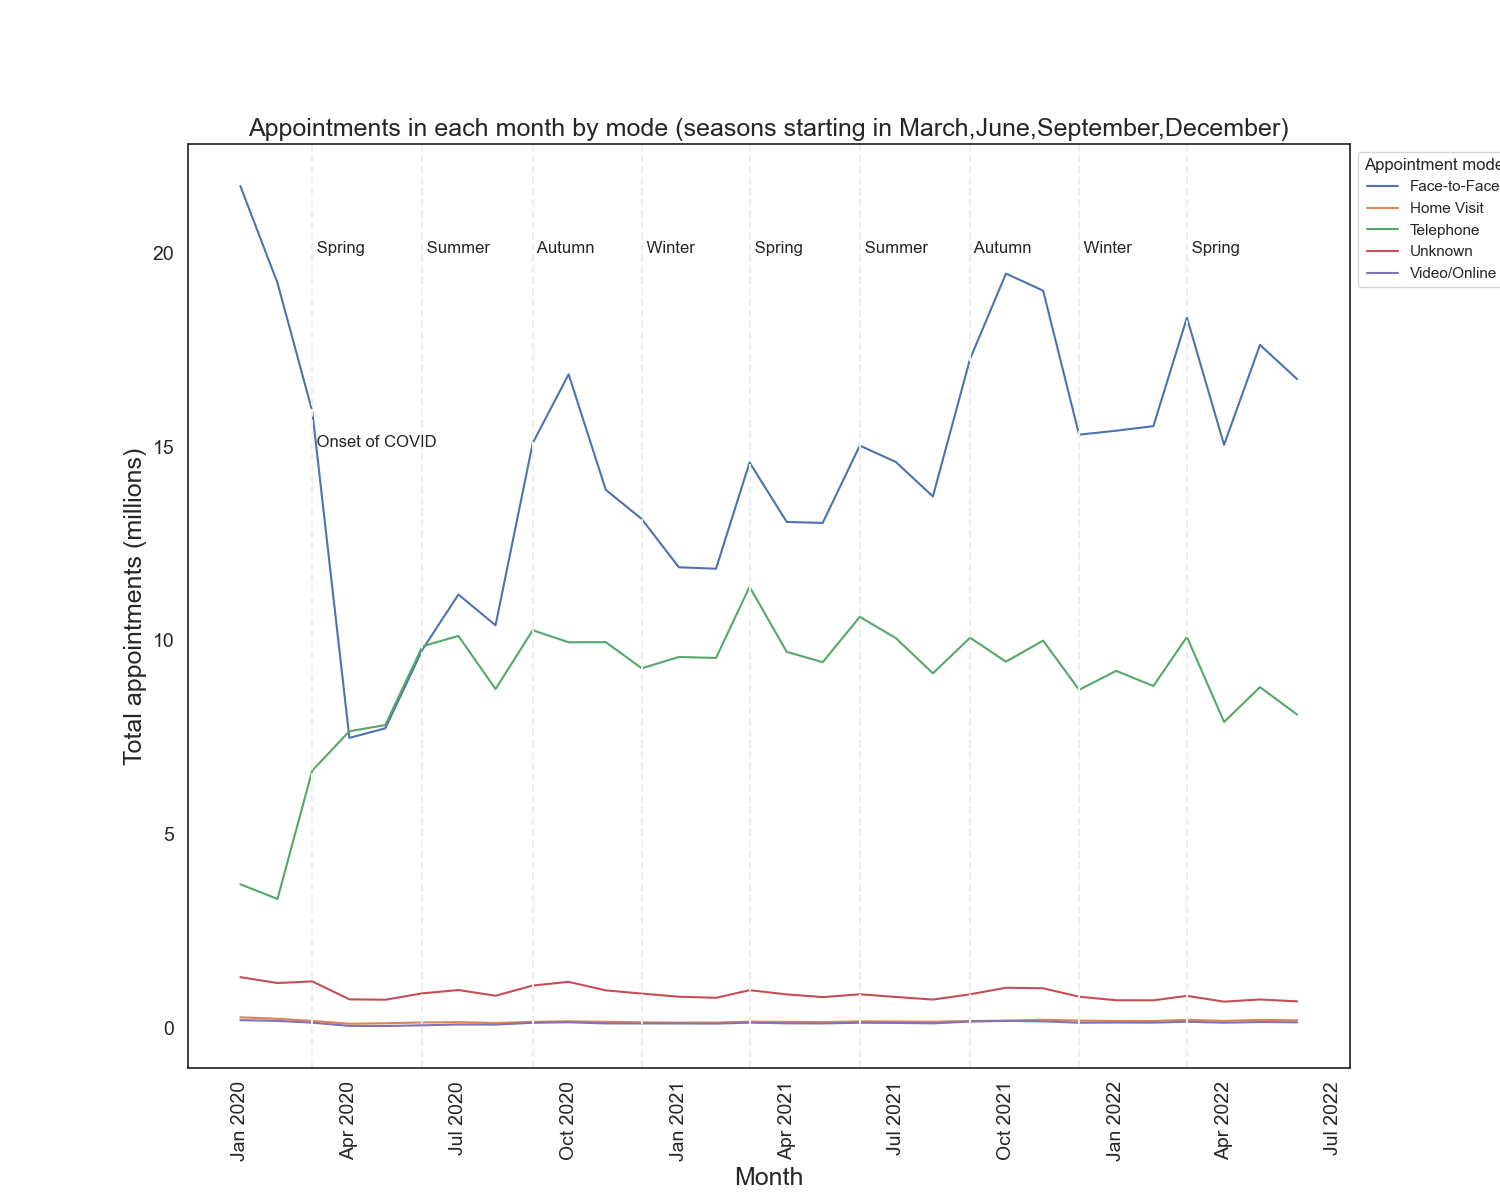 Appointments in each month by mode (seasons starting in March,June,September,December)
Appointment mode
Face-to-Face
Home Visit
Telephone
Unknown
Video/Online
Spring
Summer
Autumn
Winter
Spring
Summer
Autumn
Winter
Spring
Onset of COVID
Total appointments (millions)
20
15
10
5
0
Jan 2020
Apr 2020
Jul 2020
Oct 2020
Jan 2021
Apr 2021
Jul 2021
Oct 2021
Jan 2022
Apr 2022
Jul 2022
Month